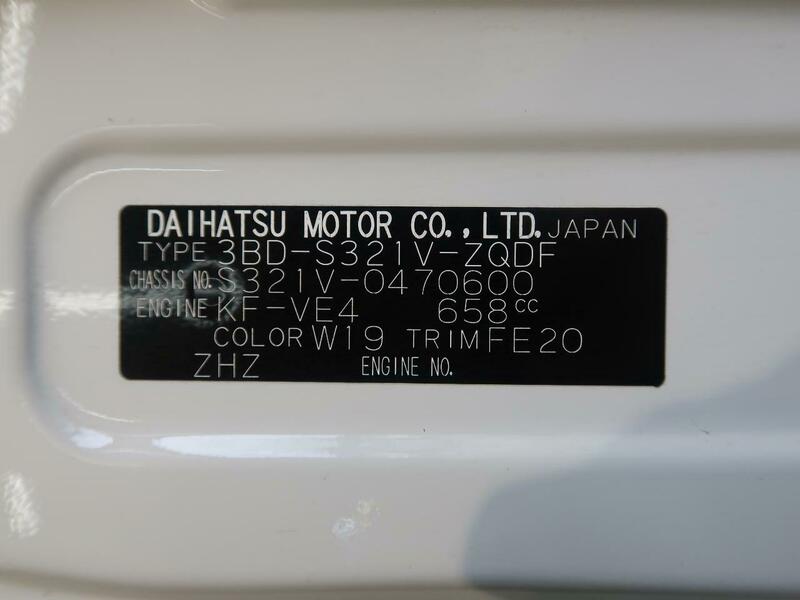 DAIHATSU MOTOR CO., LTD. JAPAN
TYPE 3BD-S321V-ZQDF
CHASSIS NO. S321V-0470600
ENGINE KF-VE4 658cc
COLOR W19 TRIM FE20
ZHZ ENGINE NO.